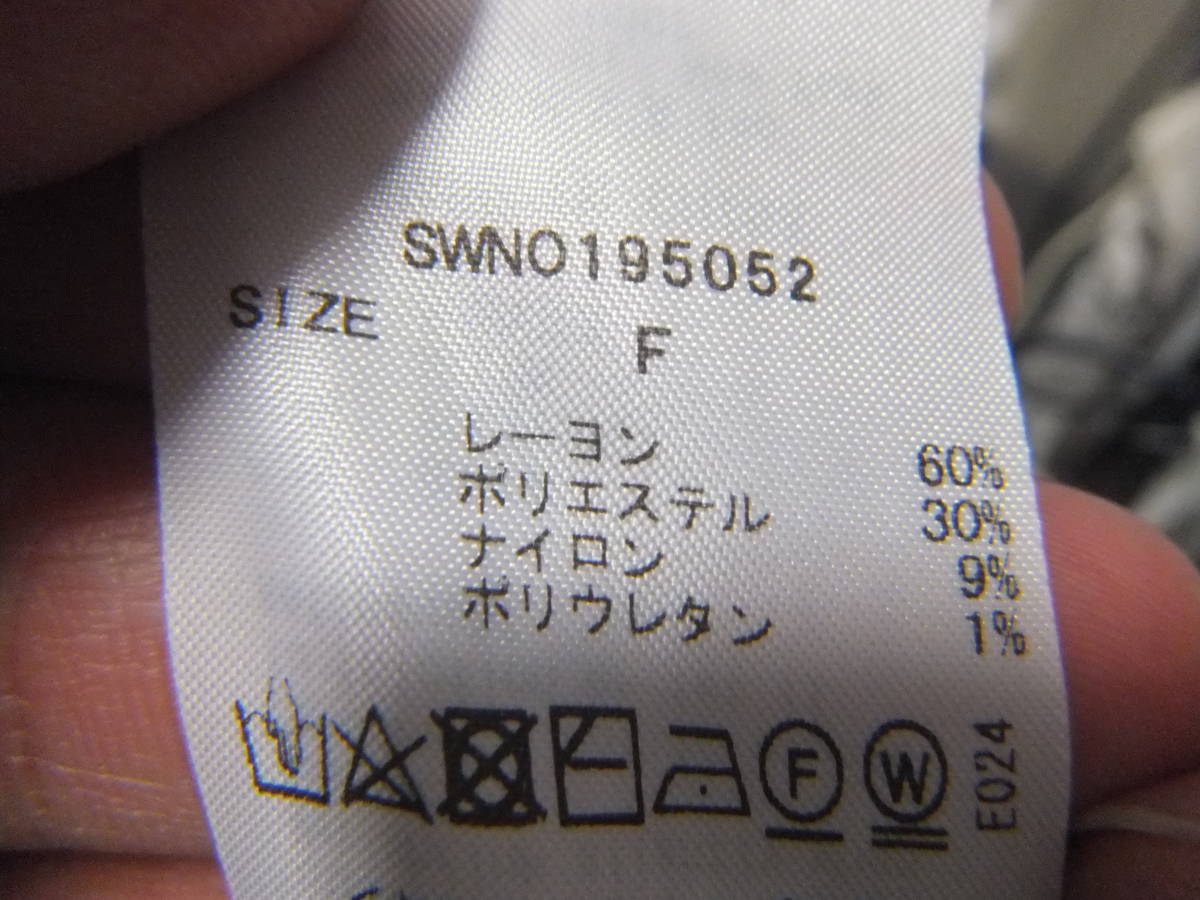 SWNO195052
SIZE F
レーヨン 60%
ポリエステル 30%
ナイロン 9%
ポリウレタン 1%
F W E024